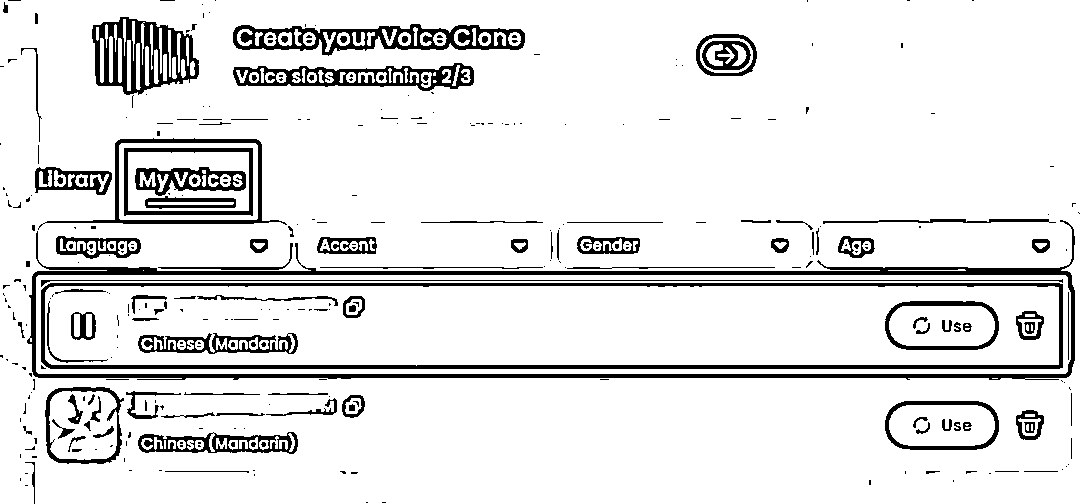 Create your Voice Clone
Voice slots remaining: 2/3
Library My Voices
Language Accent Gender Age
Chinese (Mandarin)
Use
Chinese (Mandarin)
Use